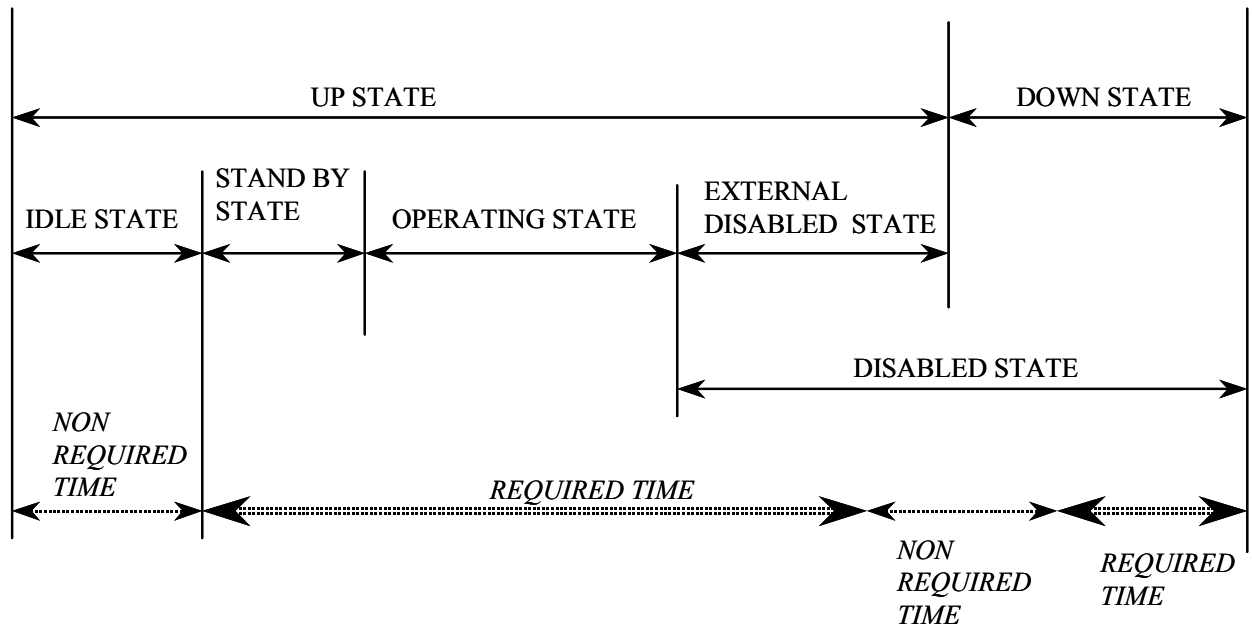 UP STATE
DOWN STATE
STAND BY
STATE
EXTERNAL
DISABLED STATE
IDLE STATE
OPERATING STATE
DISABLED STATE
NON
REQUIRED
TIME
REQUIRED TIME
NON
REQUIRED
TIME
REQUIRED
TIME